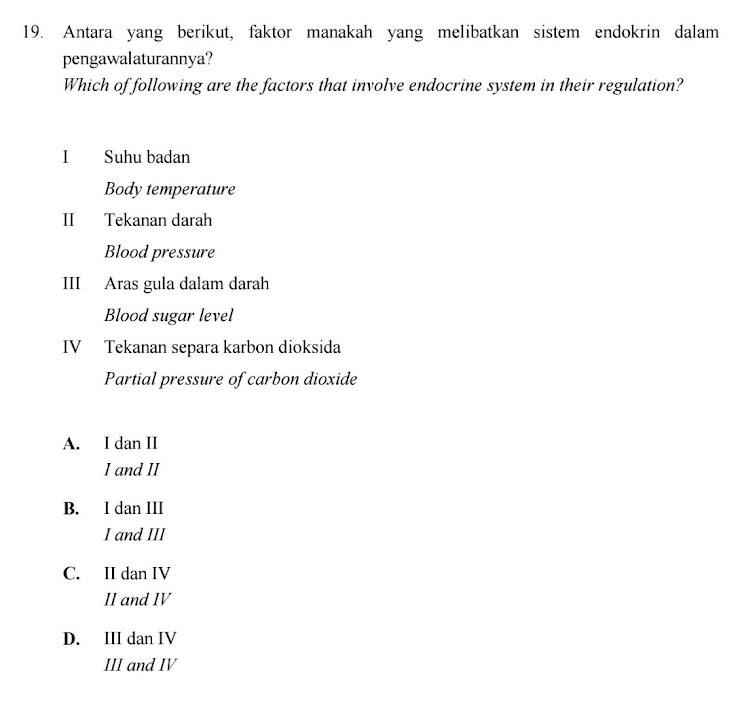 19. Antara yang berikut, faktor manakah yang melibatkan sistem endokrin dalam
pengawalaturannya?
Which of following are the factors that involve endocrine system in their regulation?
I Suhu badan
Body temperature
II Tekanan darah
Blood pressure
III Aras gula dalam darah
Blood sugar level
IV Tekanan separa karbon dioksida
Partial pressure of carbon dioxide
A. I dan II
I and II
B. I dan III
I and III
C. II dan IV
II and IV
D. III dan IV
III and IV